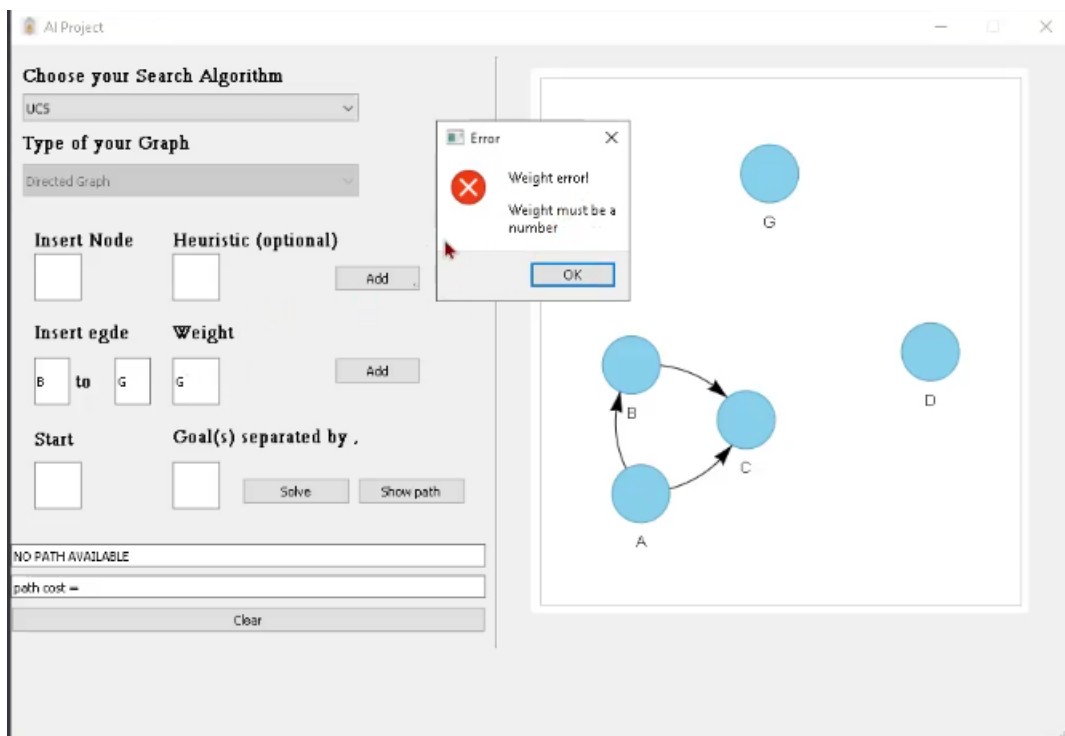 AI Project
Choose your Search Algorithm
UCS
Type of your Graph
Directed Graph
Insert Node Heuristic (optional)
Add
Insert egde Weight
B to G G Add
Start Goal(s) separated by ,
Solve Show path
NO PATH AVAILABLE
path cost =
Clear
Error
Weight error!
Weight must be a
number
OK
G
B
D
C
A